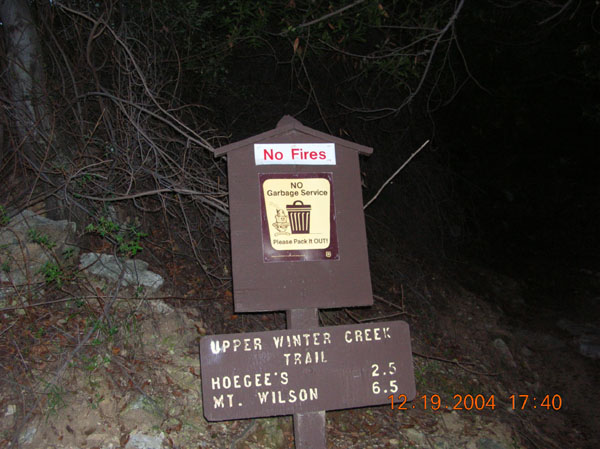 No Fires
NO
Garbage Service
Please Pack It OUT!
UPPER WINTER CREEK
TRAIL
HOEGEE'S 2.5
MT. WILSON 6.5
12.19.2004 17:40